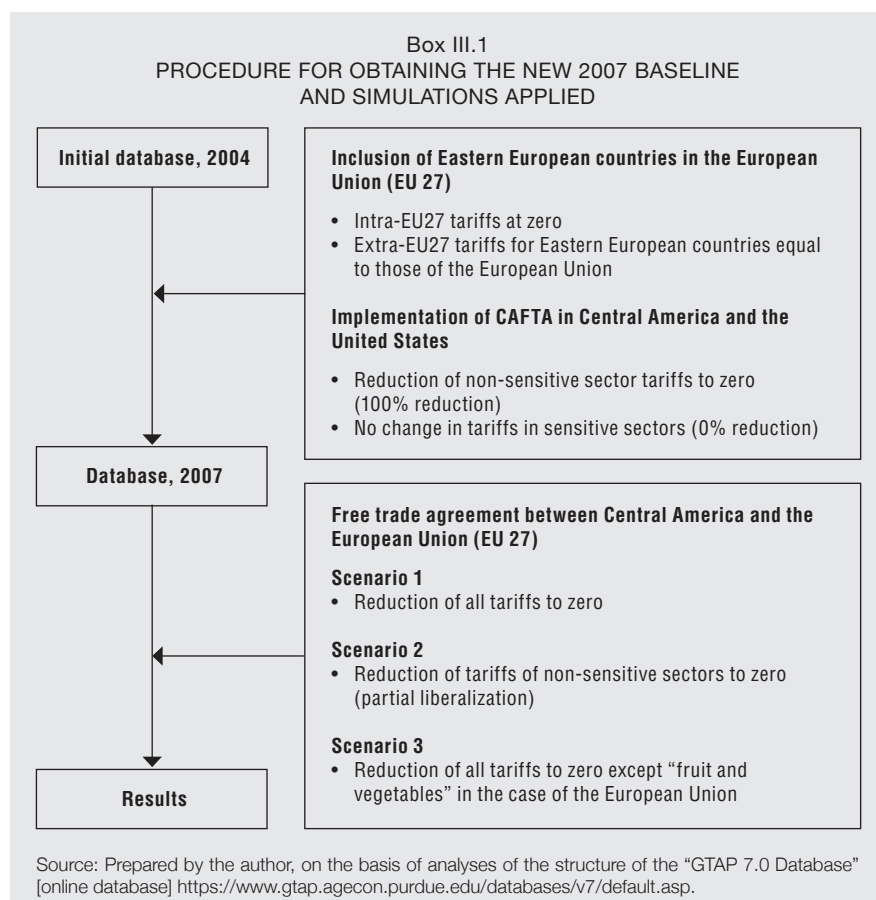 Box III.1
PROCEDURE FOR OBTAINING THE NEW 2007 BASELINE
AND SIMULATIONS APPLIED
Initial database, 2004
Inclusion of Eastern European countries in the European
Union (EU 27)
• Intra-EU27 tariffs at zero
• Extra-EU27 tariffs for Eastern European countries equal
to those of the European Union
Implementation of CAFTA in Central America and the
United States
• Reduction of non-sensitive sector tariffs to zero
(100% reduction)
• No change in tariffs in sensitive sectors (0% reduction)
Database, 2007
Free trade agreement between Central America and the
European Union (EU 27)
Scenario 1
• Reduction of all tariffs to zero
Scenario 2
• Reduction of tariffs of non-sensitive sectors to zero
(partial liberalization)
Scenario 3
• Reduction of all tariffs to zero except “fruit and
vegetables” in the case of the European Union
Results
Source: Prepared by the author, on the basis of analyses of the structure of the “GTAP 7.0 Database”
[online database] https://www.gtap.agecon.purdue.edu/databases/v7/default.asp.